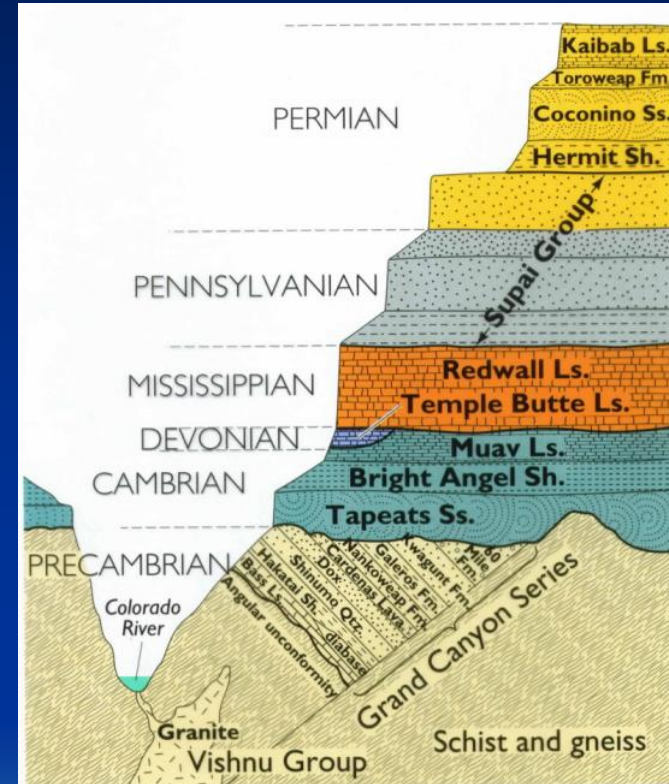 Kaibab Ls.
Toroweap Fm
Coconino Ss.
Hermit Sh.
PERMIAN
Supai Group
PENNSYLVANIAN
MISSISSIPPIAN
Redwall Ls.
Temple Butte Ls.
DEVONIAN
Muav Ls.
CAMBRIAN
Bright Angel Sh.
Tapeats Ss.
PRECAMBRIAN
60 Mile Fm.
Kwagunt Fm.
Galeros Fm.
Nankoweap Fm.
Cardenas Lava
Dox
Shinumo Qtz.
Hakatai Sh.
Bass Ls.
diabase
Angular unconformity
Grand Canyon Series
Colorado
River
Granite
Vishnu Group
Schist and gneiss